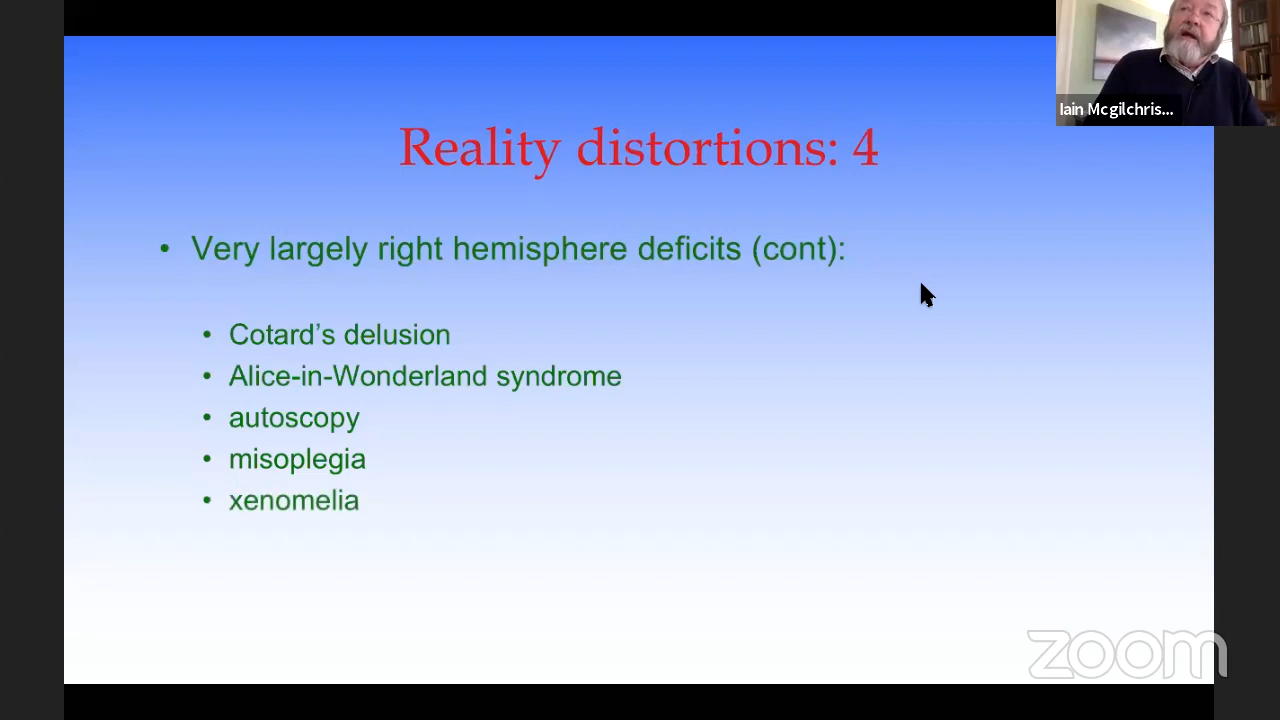 Iain Mcgilchris...
Reality distortions: 4
• Very largely right hemisphere deficits (cont):
• Cotard’s delusion
• Alice-in-Wonderland syndrome
• autoscopy
• misoplegia
• xenomelia
zoom